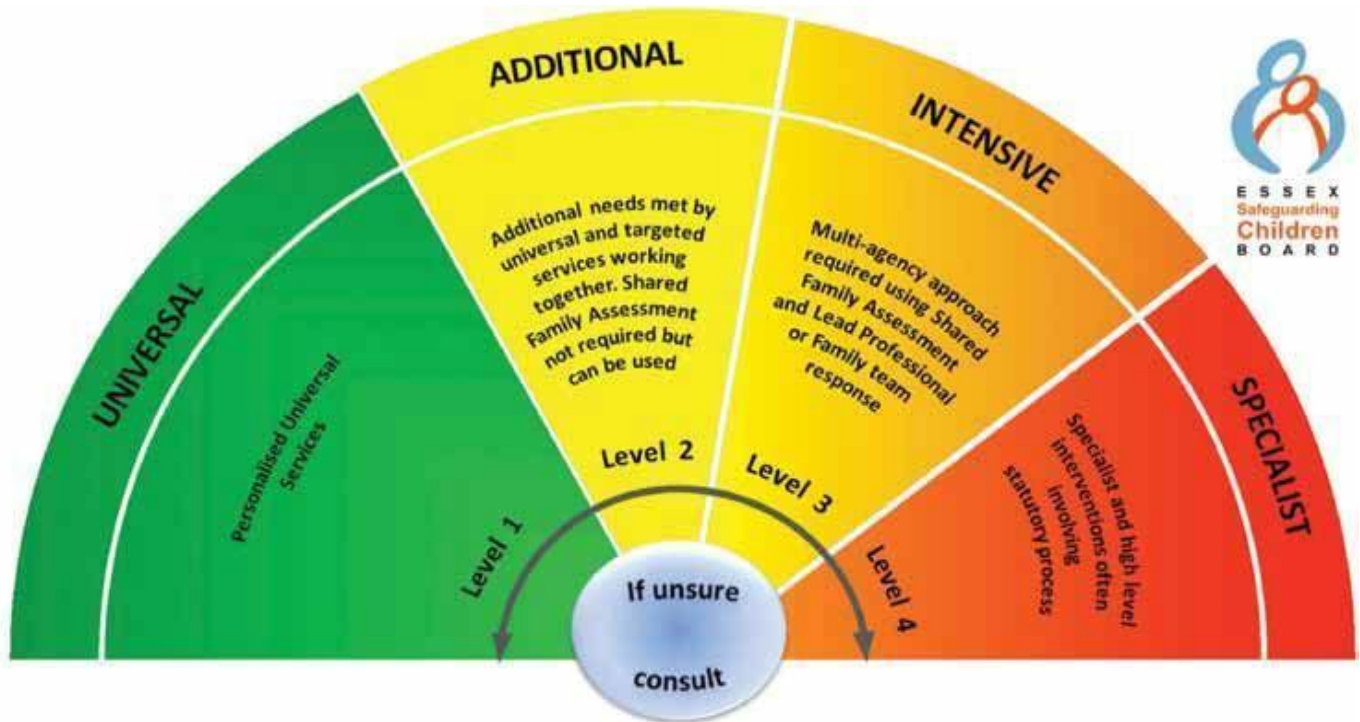 UNIVERSAL
Personalised Universal
Services
Level 1
ADDITIONAL
Additional needs met by
universal and targeted
services working
together. Shared
Family Assessment
not required but
can be used
Level 2
INTENSIVE
Multi-agency approach
required using Shared
Family Assessment
and Lead Professional
or Family team
response
Level 3
SPECIALIST
Specialist and high level
interventions often
involving
statutory process
Level 4
If unsure
consult
ESSEX
Safeguarding
Children
BOARD